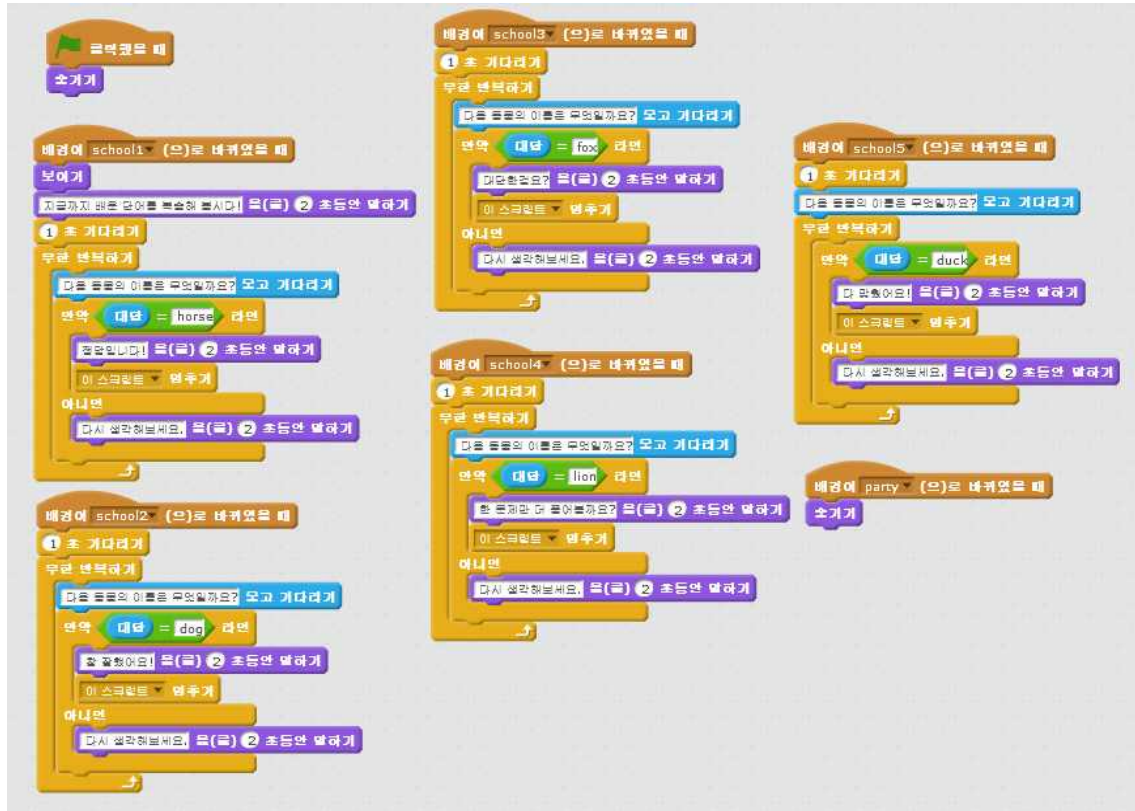 클릭했을 때
숨기기
배경이 school1 (으)로 바뀌었을 때
보이기
지금까지 배운 단어를 복습해 봅시다! 을(를) 2 초동안 말하기
1 초 기다리기
무한 반복하기
다음 동물의 이름은 무엇일까요? 묻고 기다리기
만약 대답 = horse 라면
정답입니다! 을(를) 2 초동안 말하기
이 스크립트 멈추기
아니면
다시 생각해보세요. 을(를) 2 초동안 말하기
배경이 school2 (으)로 바뀌었을 때
1 초 기다리기
무한 반복하기
다음 동물의 이름은 무엇일까요? 묻고 기다리기
만약 대답 = dog 라면
참 잘했어요! 을(를) 2 초동안 말하기
이 스크립트 멈추기
아니면
다시 생각해보세요. 을(를) 2 초동안 말하기
배경이 school3 (으)로 바뀌었을 때
1 초 기다리기
무한 반복하기
다음 동물의 이름은 무엇일까요? 묻고 기다리기
만약 대답 = fox 라면
대단한걸요? 을(를) 2 초동안 말하기
이 스크립트 멈추기
아니면
다시 생각해보세요. 을(를) 2 초동안 말하기
배경이 school4 (으)로 바뀌었을 때
1 초 기다리기
무한 반복하기
다음 동물의 이름은 무엇일까요? 묻고 기다리기
만약 대답 = lion 라면
한 문제만 더 풀어볼까요? 을(를) 2 초동안 말하기
이 스크립트 멈추기
아니면
다시 생각해보세요. 을(를) 2 초동안 말하기
배경이 school5 (으)로 바뀌었을 때
1 초 기다리기
다음 동물의 이름은 무엇일까요? 묻고 기다리기
무한 반복하기
만약 대답 = duck 라면
다 맞혔어요! 을(를) 2 초동안 말하기
이 스크립트 멈추기
아니면
다시 생각해보세요. 을(를) 2 초동안 말하기
배경이 party (으)로 바뀌었을 때
숨기기